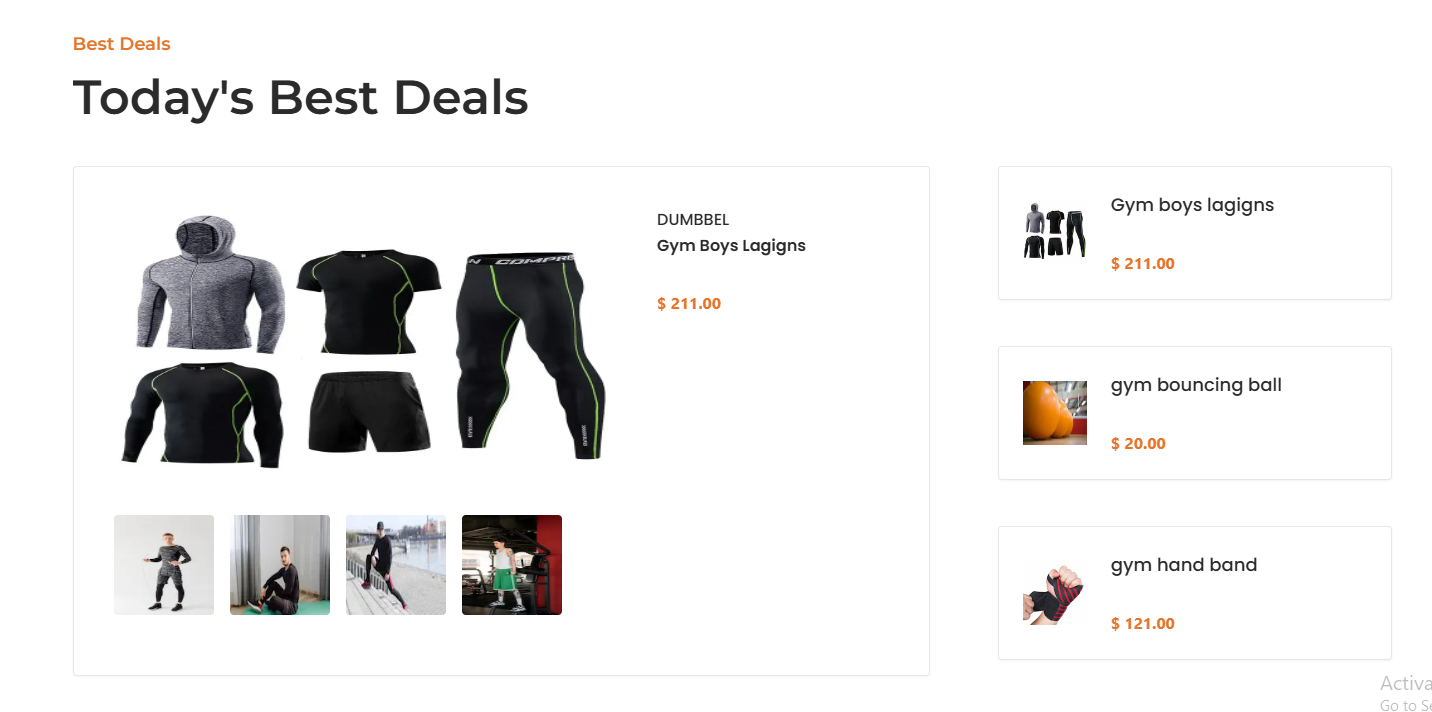 Best Deals
Today's Best Deals
DUMBBEL
Gym Boys Lagigns
$ 211.00
Gym boys lagigns
$ 211.00
gym bouncing ball
$ 20.00
gym hand band
$ 121.00
Activa
Go to Se